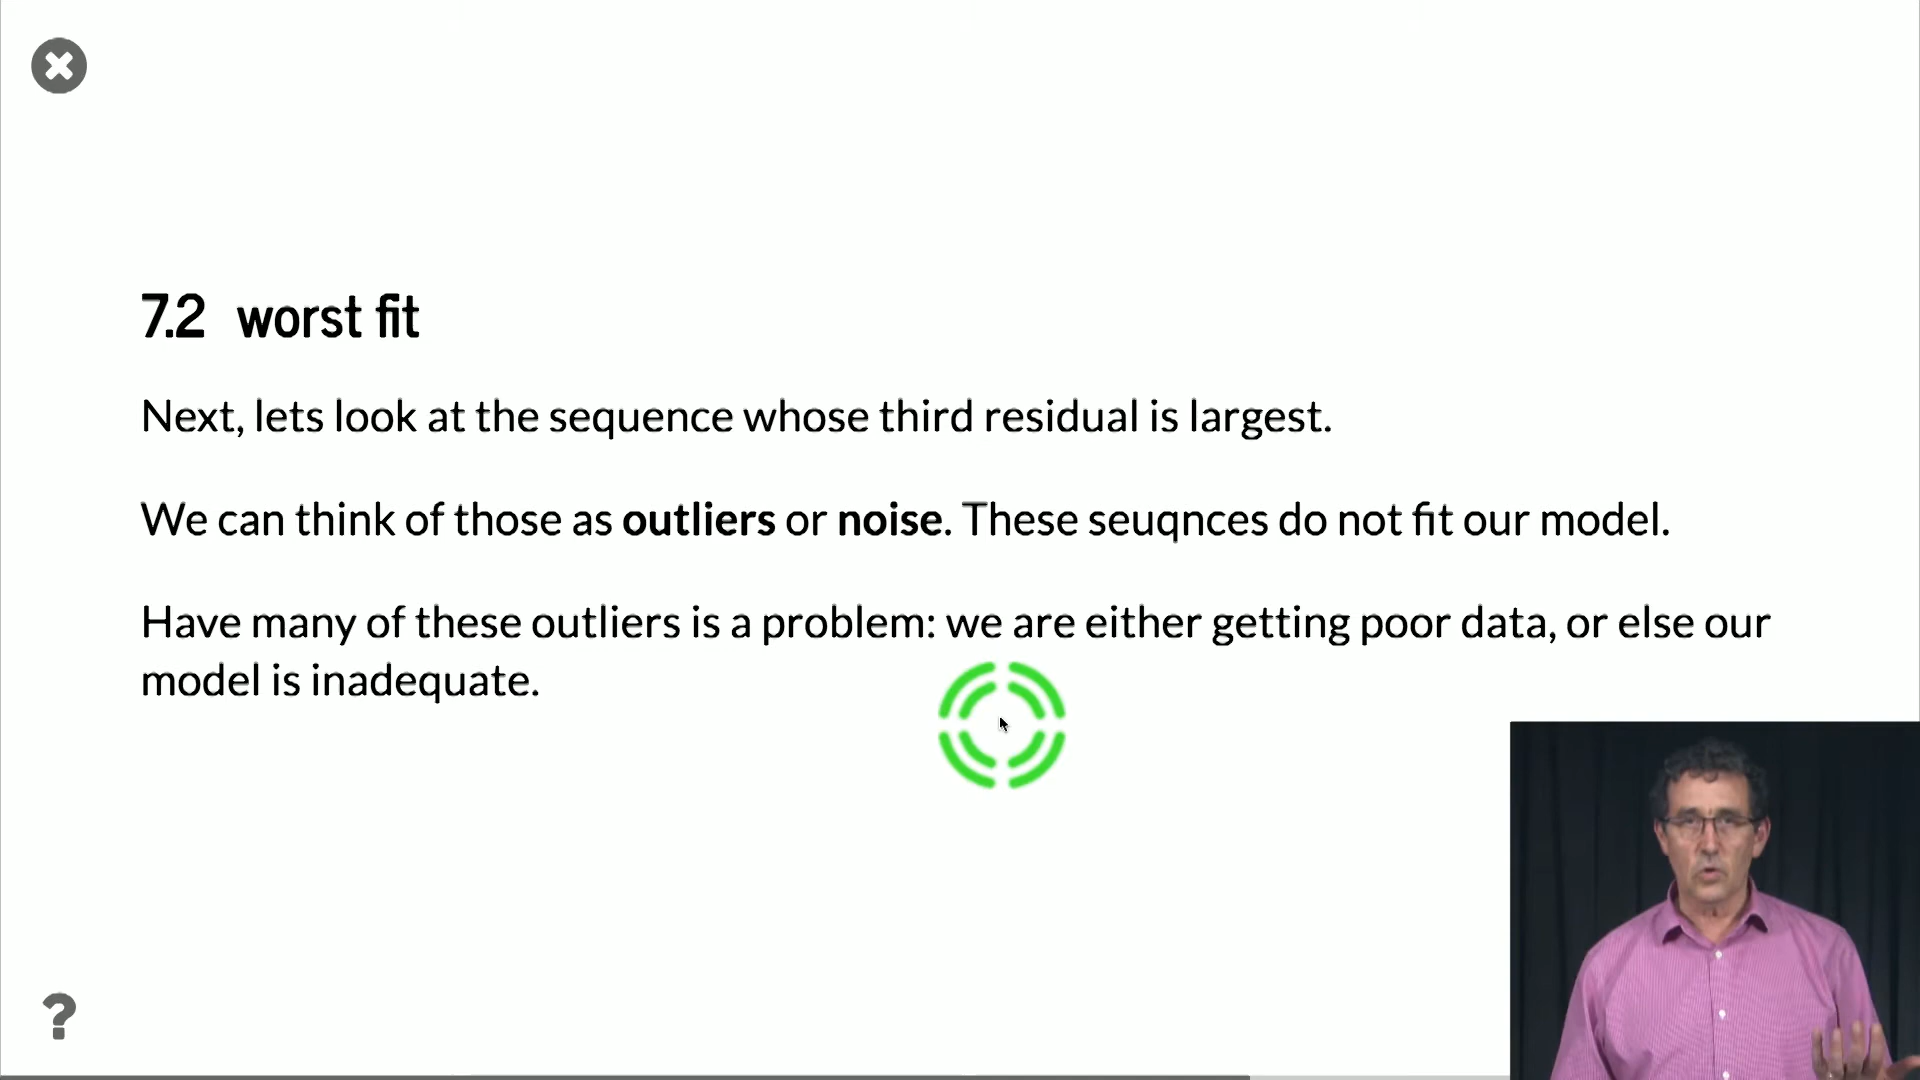 7.2 worst fit
Next, lets look at the sequence whose third residual is largest.
We can think of those as outliers or noise. These seuqnces do not fit our model.
Have many of these outliers is a problem: we are either getting poor data, or else our
model is inadequate.
?